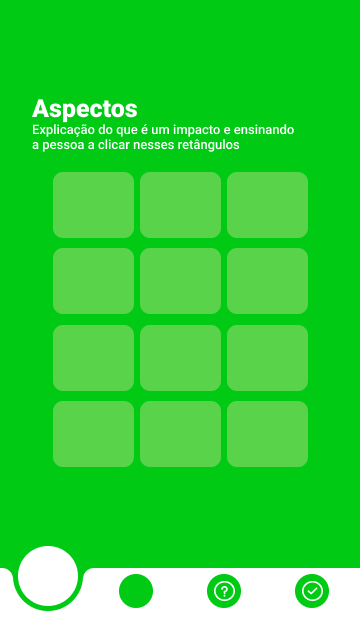 Aspectos
Explicação do que é um impacto e ensinando
a pessoa a clicar nesses retângulos